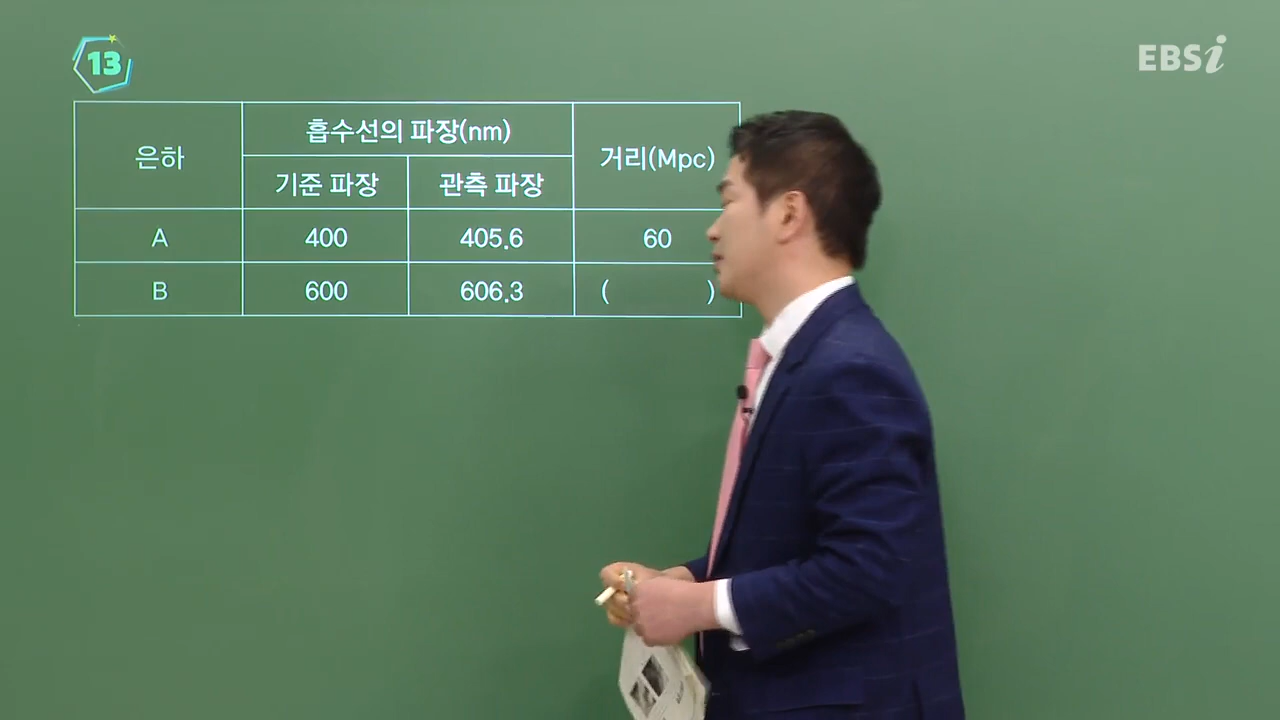 13
EBSi
은하 흡수선의 파장(nm) 거리(Mpc)
기준 파장 관측 파장
A 400 405.6 60
B 600 606.3 ( )